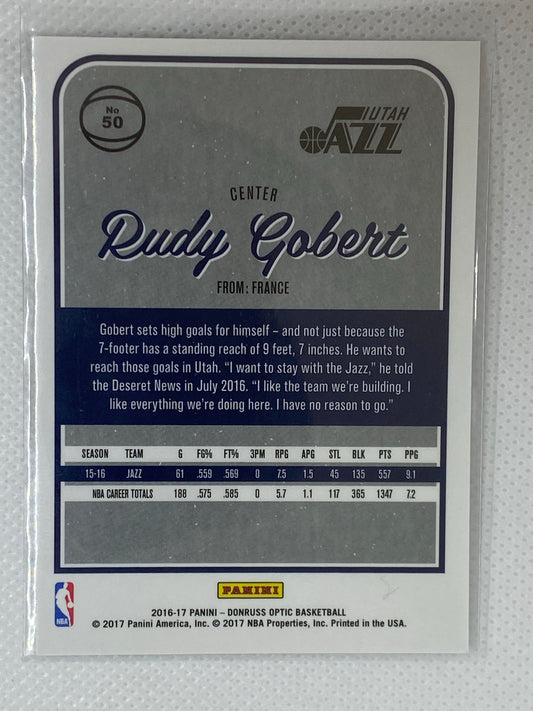 No
50
UTAH
JAZZ
CENTER
Rudy Gobert
FROM: FRANCE
Gobert sets high goals for himself – and not just because the
7-footer has a standing reach of 9 feet, 7 inches. He wants to
reach those goals in Utah. “I want to stay with the Jazz,” he told
the Deseret News in July 2016. “I like the team we’re building. I
like everything we’re doing here. I have no reason to go.”
SEASON TEAM G FG% FT% 3PM RPG APG STL BLK PTS PPG
15-16 JAZZ 61 .559 .569 0 7.5 1.5 45 135 557 9.1
NBA CAREER TOTALS 188 .575 .585 0 5.7 1.1 117 365 1347 7.2
PANINI
NBA
2016-17 PANINI – DONRUSS OPTIC BASKETBALL
© 2017 Panini America, Inc. © 2017 NBA Properties, Inc. Printed in the USA.